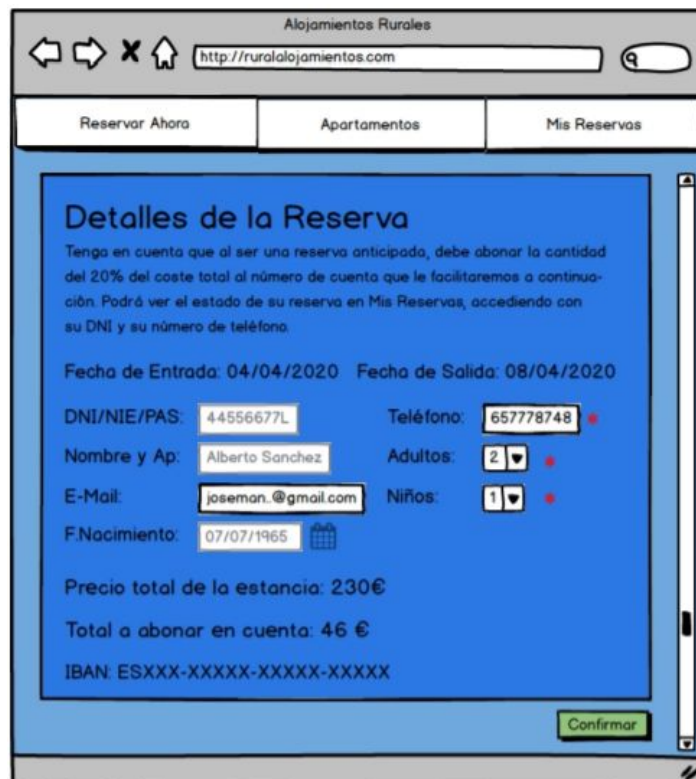 Alojamientos Rurales
http://ruralalojamientos.com
Reservar Ahora Apartamentos Mis Reservas
Detalles de la Reserva
Tenga en cuenta que al ser una reserva anticipada, debe abonar la cantidad
del 20% del coste total al número de cuenta que le facilitaremos a continua-
ción. Podrá ver el estado de su reserva en Mis Reservas, accediendo con
su DNI y su número de teléfono.
Fecha de Entrada: 04/04/2020 Fecha de Salida: 08/04/2020
DNI/NIE/PAS: 44556677L Teléfono: 657778748 *
Nombre y Ap: Alberto Sanchez Adultos: 2 *
E-Mail: joseman..@gmail.com Niños: 1 *
F.Nacimiento: 07/07/1965
Precio total de la estancia: 230€
Total a abonar en cuenta: 46 €
IBAN: ESXXX-XXXXX-XXXXX-XXXXX
Confirmar